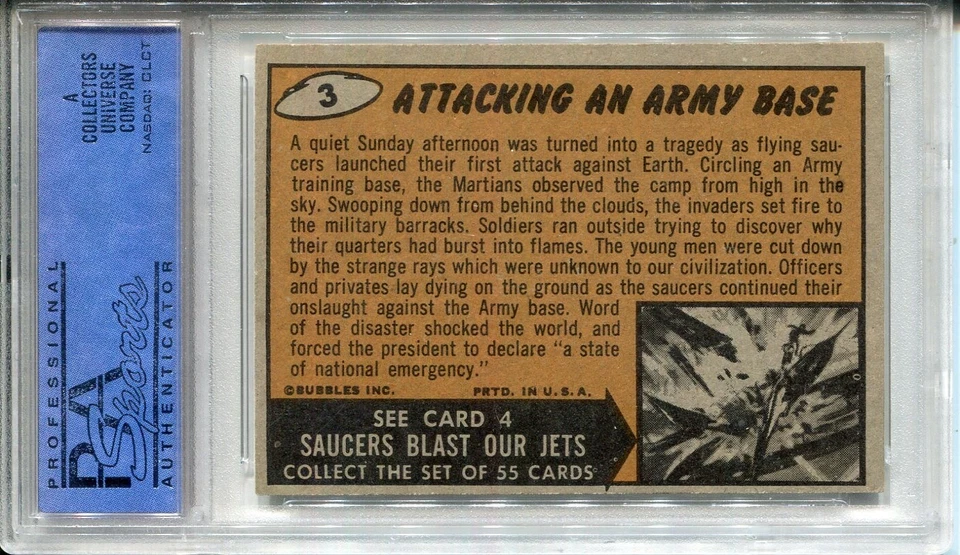 A
COLLECTORS
UNIVERSE
COMPANY
NASDAQ: CLCT
PROFESSIONAL
PSA
Sports
AUTHENTICATOR
3
ATTACKING AN ARMY BASE
A quiet Sunday afternoon was turned into a tragedy as flying sau-
cers launched their first attack against Earth. Circling an Army
training base, the Martians observed the camp from high in the
sky. Swooping down from behind the clouds, the invaders set fire to
the military barracks. Soldiers ran outside trying to discover why
their quarters had burst into flames. The young men were cut down
by the strange rays which were unknown to our civilization. Officers
and privates lay dying on the ground as the saucers continued their
onslaught against the Army base. Word
of the disaster shocked the world, and
forced the president to declare "a state
of national emergency."
©BUBBLES INC. PRTD. IN U.S.A.
SEE CARD 4
SAUCERS BLAST OUR JETS
COLLECT THE SET OF 55 CARDS